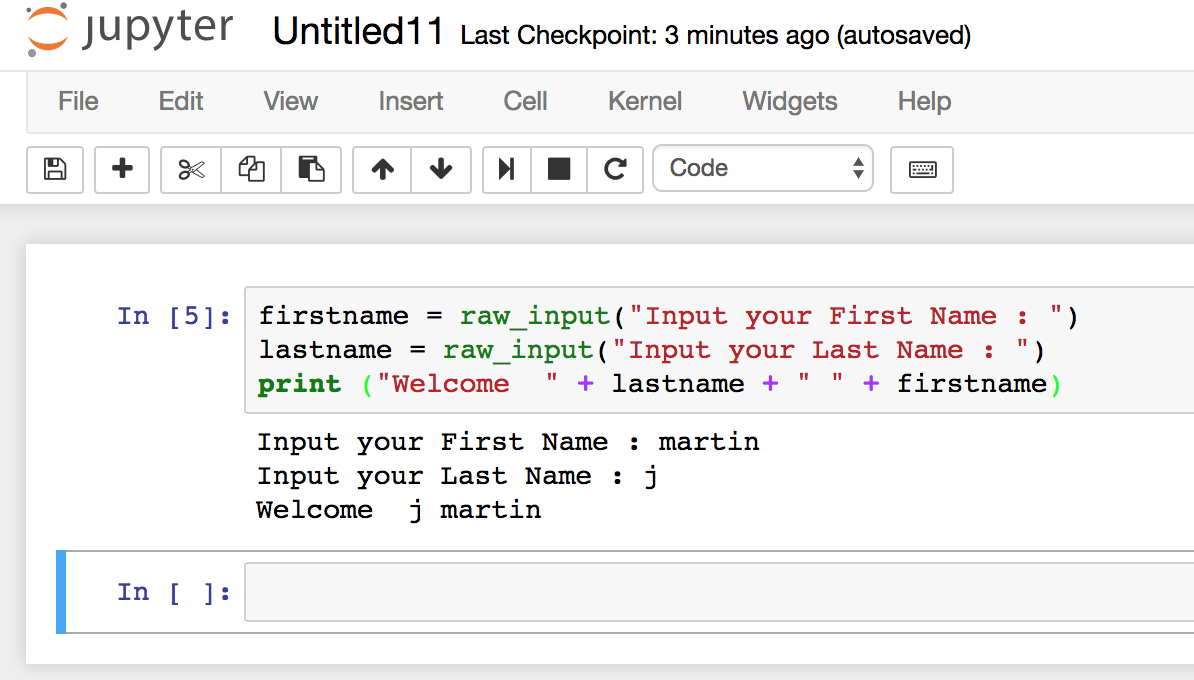 jupyter Untitled11 Last Checkpoint: 3 minutes ago (autosaved)
File Edit View Insert Cell Kernel Widgets Help
Code
In [5]: firstname = raw_input("Input your First Name : ")
lastname = raw_input("Input your Last Name : ")
print ("Welcome  " + lastname + " " + firstname)
Input your First Name : martin
Input your Last Name : j
Welcome  j martin
In [ ]: